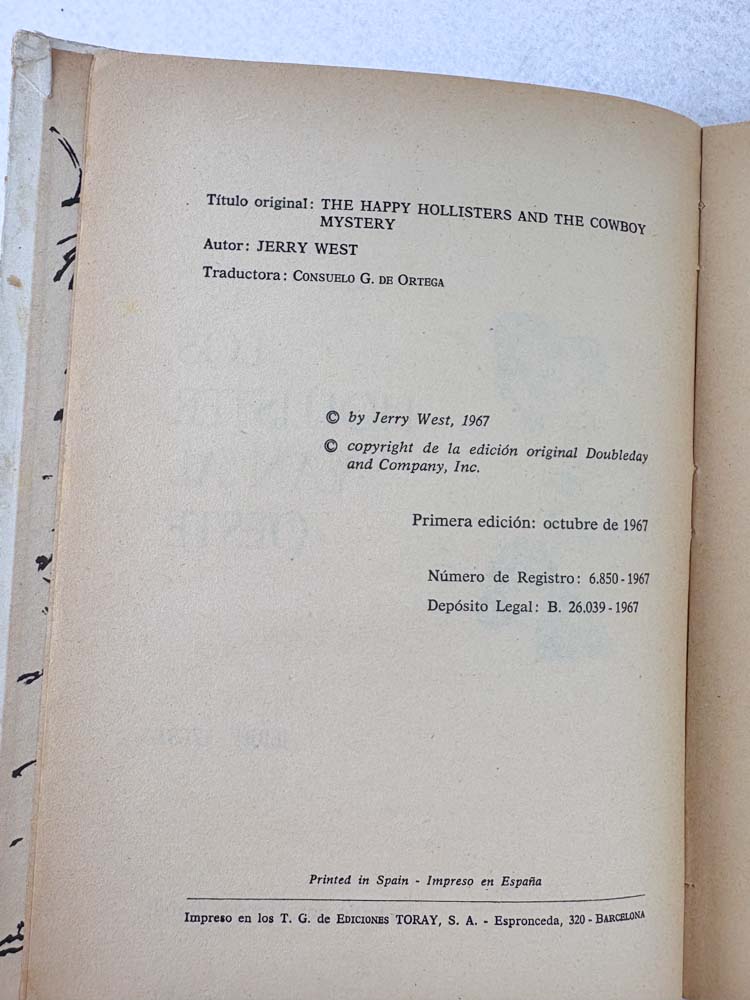 Título original: THE HAPPY HOLLISTERS AND THE COWBOY
MYSTERY
Autor: JERRY WEST
Traductora: CONSUELO G. DE ORTEGA
© by Jerry West, 1967
© copyright de la edición original Doubleday
and Company, Inc.
Primera edición: octubre de 1967
Número de Registro: 6.850-1967
Depósito Legal: B. 26.039-1967
Printed in Spain - Impreso en España
Impreso en los T. G. de EDICIONES TORAY, S. A. - Espronceda, 320 - BARCELONA